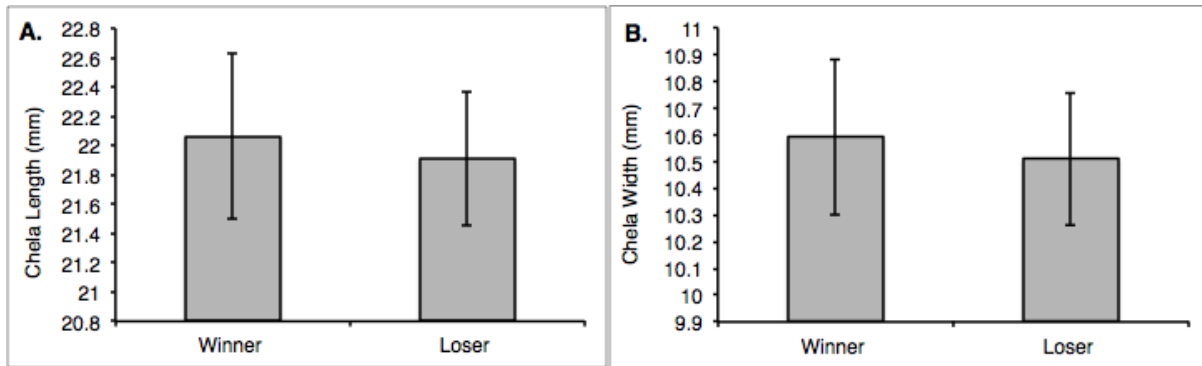 A.
Chela Length (mm)
22.8
22.6
22.4
22.2
22
21.8
21.6
21.4
21.2
21
20.8
Winner
Loser
B.
Chela Width (mm)
11
10.9
10.8
10.7
10.6
10.5
10.4
10.3
10.2
10.1
10
9.9
Winner
Loser